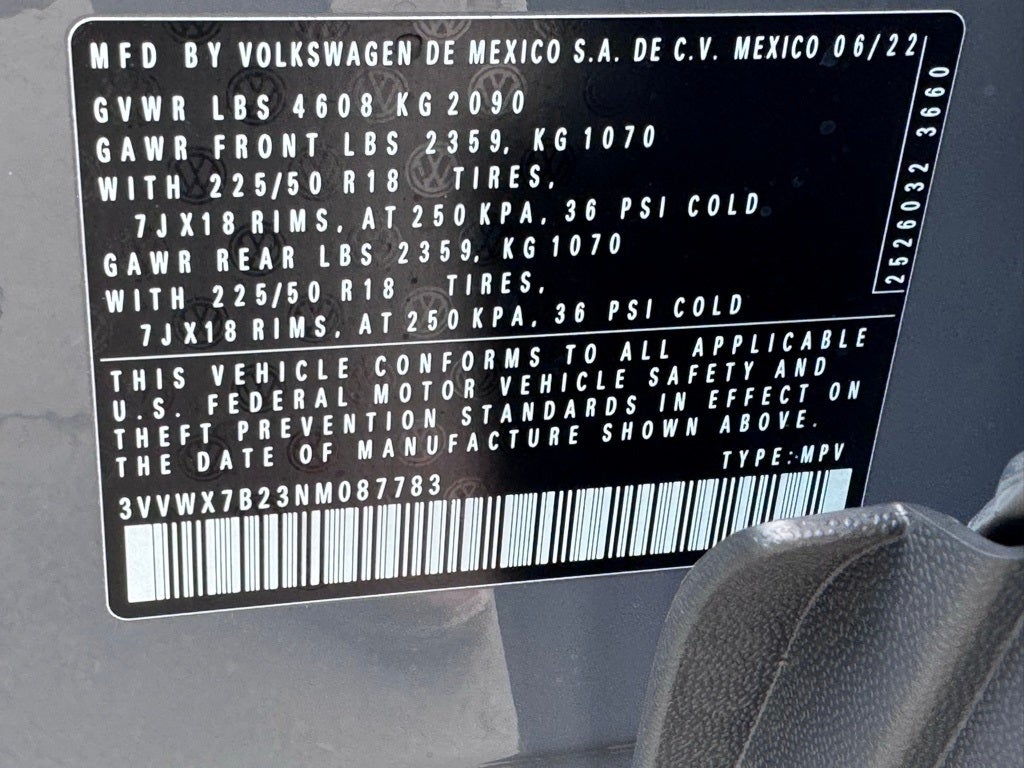 MFD BY VOLKSWAGEN DE MEXICO S.A. DE C.V. MEXICO 06/22
GVWR LBS 4608 KG 2090
GAWR FRONT LBS 2359, KG 1070
WITH 225/50 R18 TIRES,
7JX18 RIMS, AT 250 KPA, 36 PSI COLD
GAWR REAR LBS 2359, KG 1070
WITH 225/50 R18 TIRES,
7JX18 RIMS, AT 250 KPA, 36 PSI COLD
2526032 3660
THIS VEHICLE CONFORMS TO ALL APPLICABLE
U.S. FEDERAL MOTOR VEHICLE SAFETY AND
THEFT PREVENTION STANDARDS IN EFFECT ON
THE DATE OF MANUFACTURE SHOWN ABOVE.
TYPE: MPV
3VVWX7B23NM087783